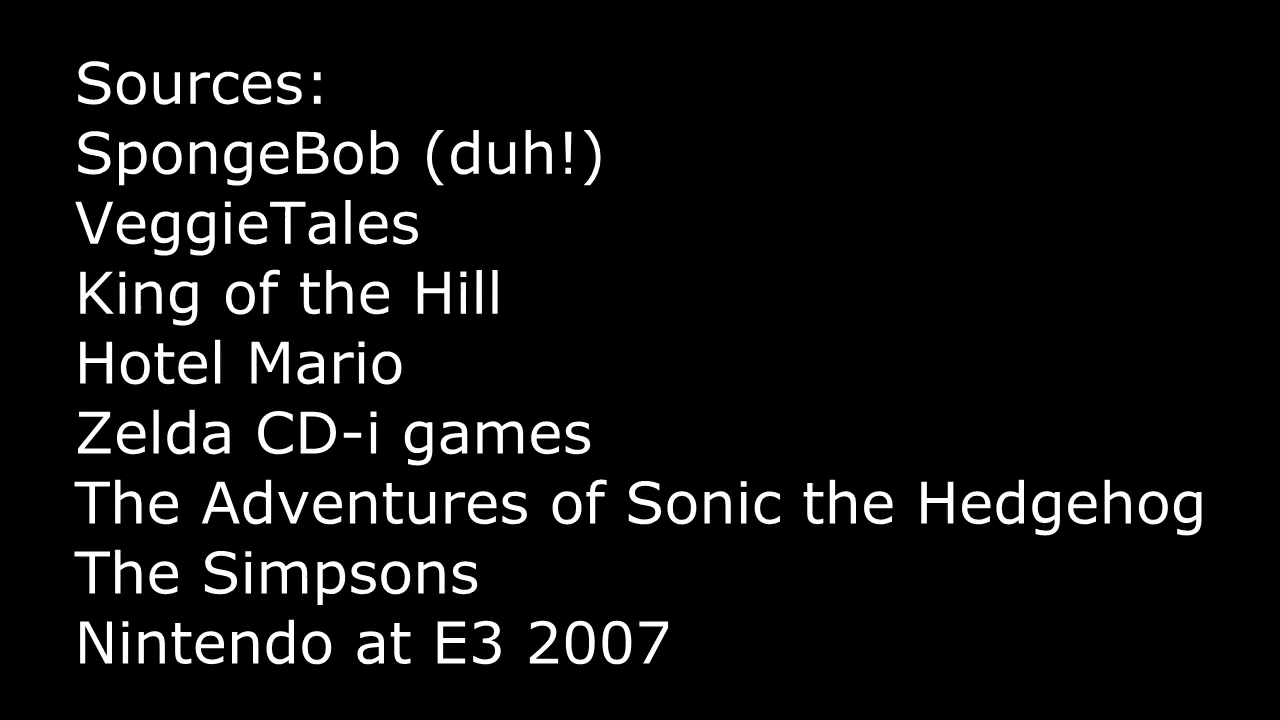 Sources:
SpongeBob (duh!)
VeggieTales
King of the Hill
Hotel Mario
Zelda CD-i games
The Adventures of Sonic the Hedgehog
The Simpsons
Nintendo at E3 2007